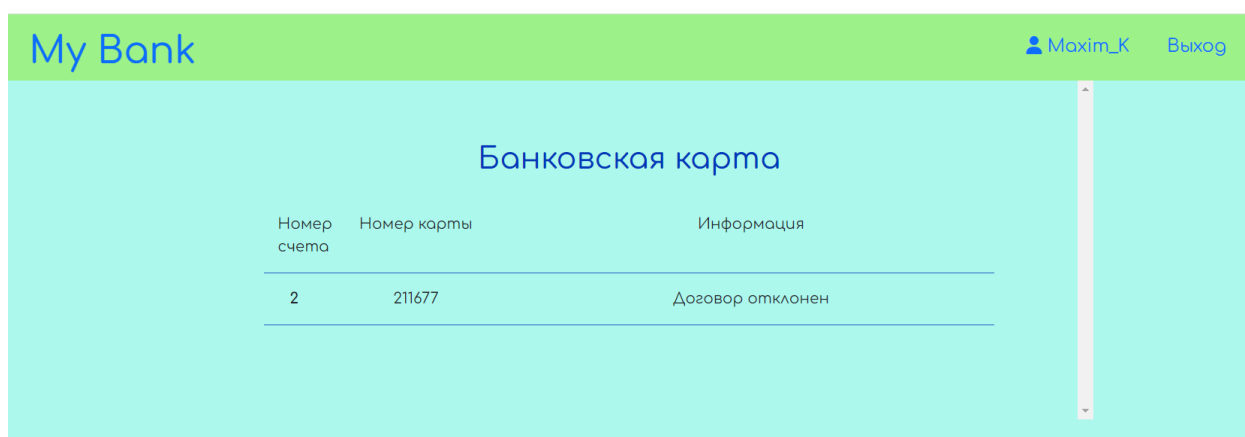 My Bank
Maxim_K Выход
Банковская карта
Номер счета Номер карты Информация
2 211677 Договор отклонен